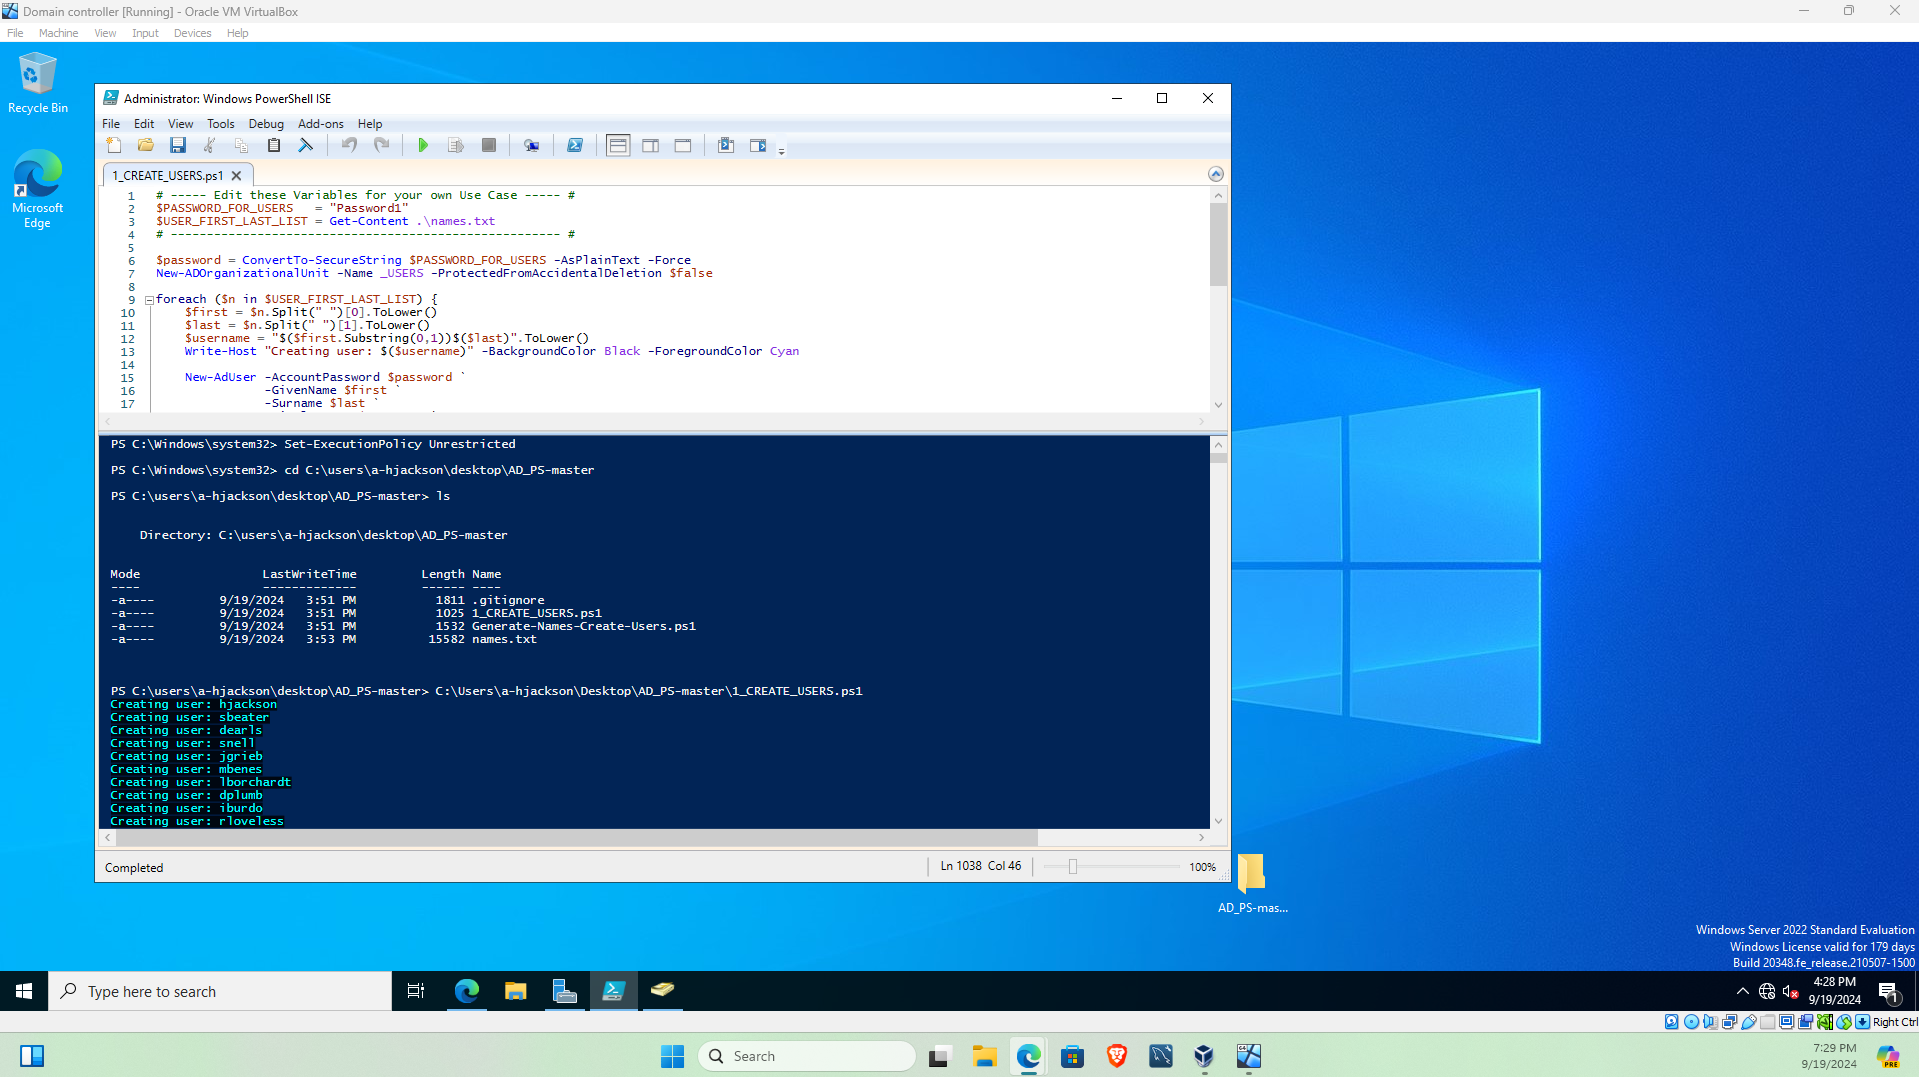 Domain controller [Running] - Oracle VM VirtualBox
File Machine View Input Devices Help
Recycle Bin
Microsoft
Edge
Administrator: Windows PowerShell ISE
File Edit View Tools Debug Add-ons Help
1_CREATE_USERS.ps1
1 # ----- Edit these Variables for your own Use Case ----- #
2 $PASSWORD_FOR_USERS   = "Password1"
3 $USER_FIRST_LAST_LIST = Get-Content .\names.txt
4 # ------------------------------------------------------ #
5
6 $password = ConvertTo-SecureString $PASSWORD_FOR_USERS -AsPlainText -Force
7 New-ADOrganizationalUnit -Name _USERS -ProtectedFromAccidentalDeletion $false
8
9 foreach ($n in $USER_FIRST_LAST_LIST) {
10     $first = $n.Split(" ")[0].ToLower()
11     $last = $n.Split(" ")[1].ToLower()
12     $username = "$($first.Substring(0,1))$($last)".ToLower()
13     Write-Host "Creating user: $($username)" -BackgroundColor Black -ForegroundColor Cyan
14
15     New-AdUser -AccountPassword $password `
16                -GivenName $first `
17                -Surname $last `
PS C:\Windows\system32> Set-ExecutionPolicy Unrestricted
PS C:\Windows\system32> cd C:\users\a-hjackson\desktop\AD_PS-master
PS C:\users\a-hjackson\desktop\AD_PS-master> ls
Directory: C:\users\a-hjackson\desktop\AD_PS-master
Mode                 LastWriteTime         Length Name
----                 -------------         ------ ----
-a----         9/19/2024   3:51 PM           1811 .gitignore
-a----         9/19/2024   3:51 PM           1025 1_CREATE_USERS.ps1
-a----         9/19/2024   3:51 PM           1532 Generate-Names-Create-Users.ps1
-a----         9/19/2024   3:53 PM          15582 names.txt
PS C:\users\a-hjackson\desktop\AD_PS-master> C:\Users\a-hjackson\Desktop\AD_PS-master\1_CREATE_USERS.ps1
Creating user: hjackson
Creating user: sbeater
Creating user: dearls
Creating user: snell
Creating user: jgrieb
Creating user: mbenes
Creating user: lborchardt
Creating user: dplumb
Creating user: iburdo
Creating user: rloveless
Completed
Ln 1038 Col 46
100%
AD_PS-mas...
Windows Server 2022 Standard Evaluation
Windows License valid for 179 days
Build 20348.fe_release.210507-1500
Type here to search
4:28 PM
9/19/2024
1
Right Ctrl
Search
7:29 PM
9/19/2024
PRE